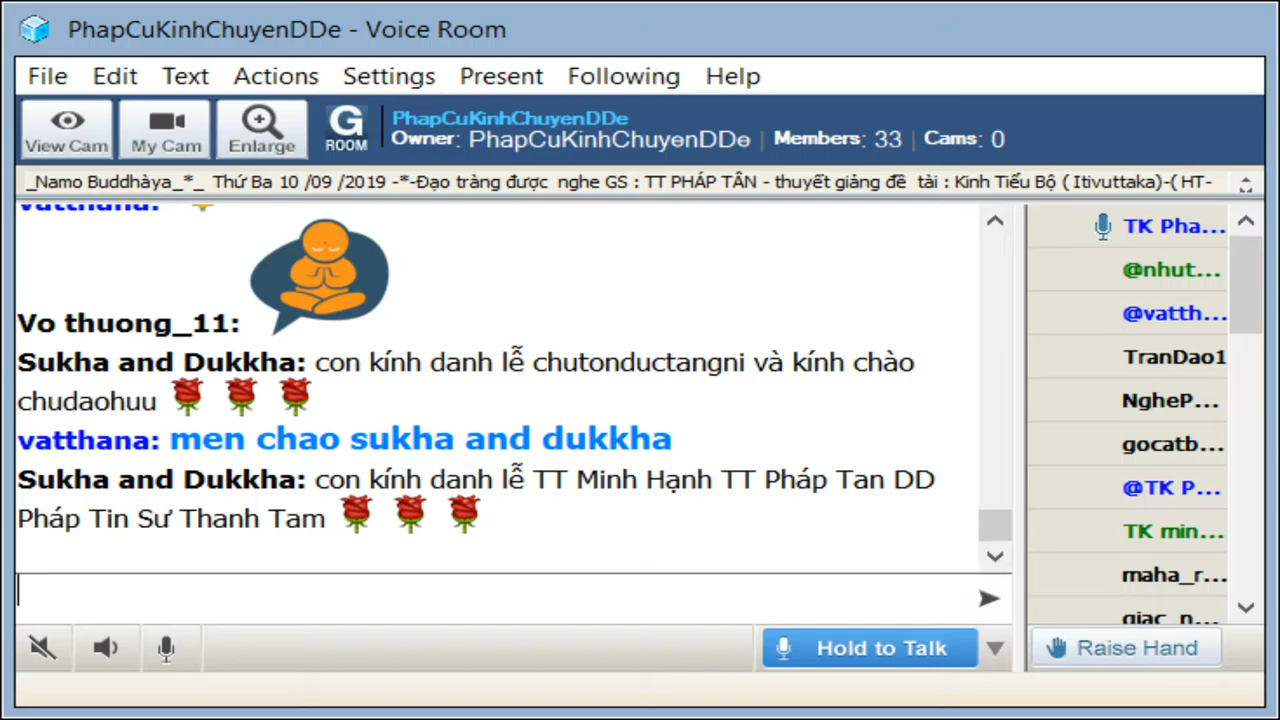 PhapCuKinhChuyenDDe - Voice Room
File Edit Text Actions Settings Present Following Help
View Cam My Cam Enlarge G ROOM
PhapCuKinhChuyenDDe
Owner: PhapCuKinhChuyenDDe | Members: 33 | Cams: 0
_Namo Buddhàya_*_ Thứ Ba 10 /09 /2019 -*-Đạo tràng được nghe GS : TT PHÁP TÂN - thuyết giảng đề tài : Kinh Tiểu Bộ ( Itivuttaka)-( HT-
vatthana:
Vo thuong_11:
Sukha and Dukkha: con kính danh lễ chutonductangni và kính chào
chudaohuu
vatthana: men chao sukha and dukkha
Sukha and Dukkha: con kính danh lễ TT Minh Hạnh TT Pháp Tan DD
Pháp Tin Sư Thanh Tam
TK Pha...
@nhut...
@vatth...
TranDao1
NgheP...
gocatb...
@TK P...
TK min...
maha_r...
giac_n...
Hold to Talk
Raise Hand